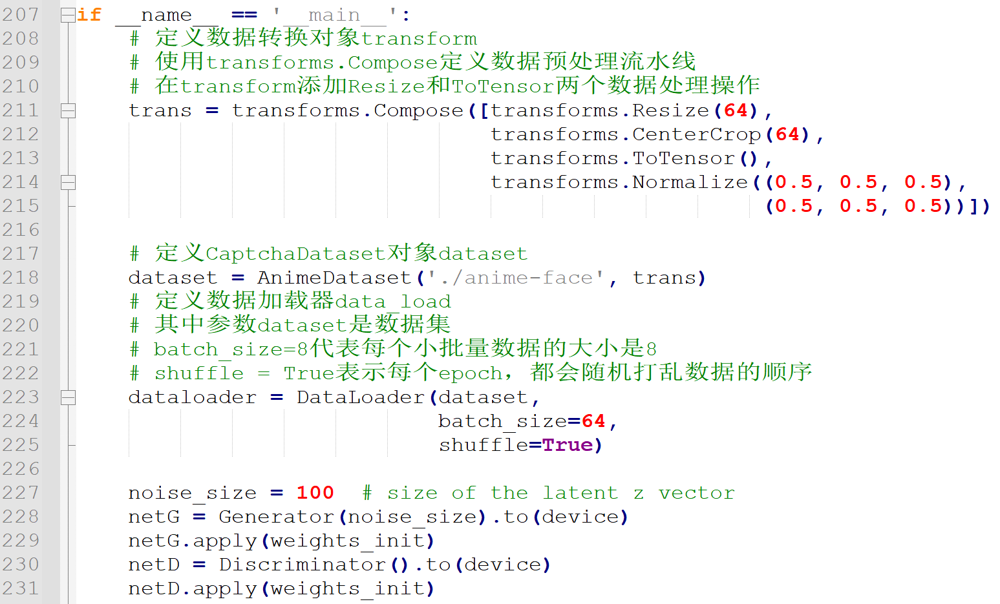 207 if __name__ == '__main__':
208 # 定义数据转换对象transform
209 # 使用transforms.Compose定义数据预处理流水线
210 # 在transform添加Resize和ToTensor两个数据处理操作
211 trans = transforms.Compose([transforms.Resize(64),
212 transforms.CenterCrop(64),
213 transforms.ToTensor(),
214 transforms.Normalize((0.5, 0.5, 0.5),
215 (0.5, 0.5, 0.5))])
216
217 # 定义CaptchaDataset对象dataset
218 dataset = AnimeDataset('./anime-face', trans)
219 # 定义数据加载器data_load
220 # 其中参数dataset是数据集
221 # batch_size=8代表每个小批量数据的大小是8
222 # shuffle = True表示每个epoch，都会随机打乱数据的顺序
223 dataloader = DataLoader(dataset,
224 batch_size=64,
225 shuffle=True)
226
227 noise_size = 100  # size of the latent z vector
228 netG = Generator(noise_size).to(device)
229 netG.apply(weights_init)
230 netD = Discriminator().to(device)
231 netD.apply(weights_init)